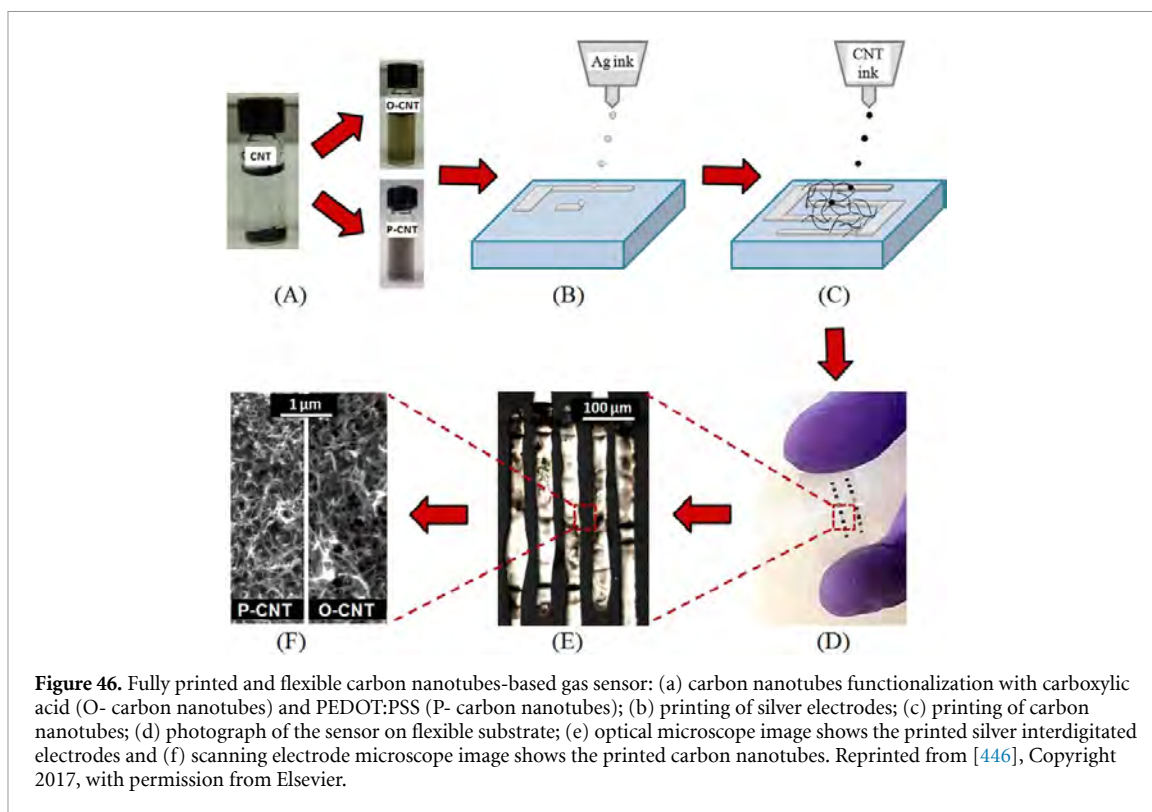 Ag ink
CNT
ink
O-CNT
CNT
P-CNT
(A)
(B)
(C)
1 µm
100 µm
P-CNT
O-CNT
(F)
(E)
(D)
Figure 46. Fully printed and flexible carbon nanotubes-based gas sensor: (a) carbon nanotubes functionalization with carboxylic
acid (O- carbon nanotubes) and PEDOT:PSS (P- carbon nanotubes); (b) printing of silver electrodes; (c) printing of carbon
nanotubes; (d) photograph of the sensor on flexible substrate; (e) optical microscope image shows the printed silver interdigitated
electrodes and (f) scanning electrode microscope image shows the printed carbon nanotubes. Reprinted from [446], Copyright
2017, with permission from Elsevier.